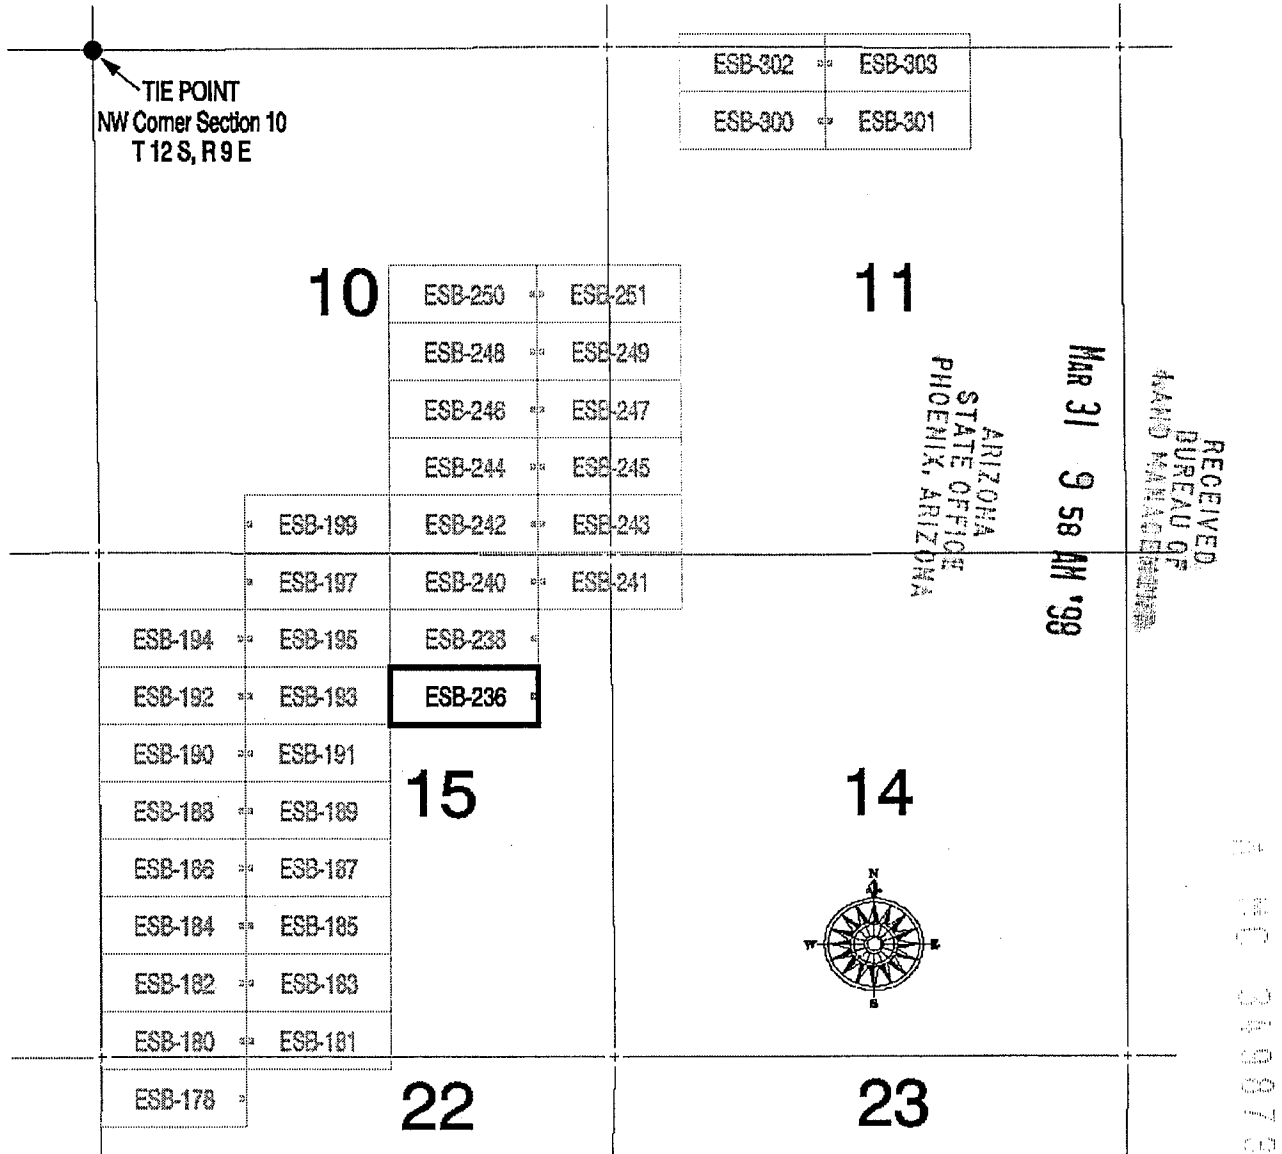 TIE POINT
NW Corner Section 10
T 12 S, R 9 E
ESB-302 ESB-303
ESB-300 ESB-301
10
11
ESB-250 ESB-251
ESB-248 ESB-249
ESB-246 ESB-247
ESB-244 ESB-245
ESB-199 ESB-242 ESB-243
ESB-197 ESB-240 ESB-241
ESB-194 ESB-195 ESB-238
ESB-192 ESB-193 ESB-236
ESB-190 ESB-191
ESB-188 ESB-189
ESB-186 ESB-187
ESB-184 ESB-185
ESB-182 ESB-183
ESB-180 ESB-181
ESB-178
15
14
N
W E
S
22
23
RECEIVED
BUREAU OF
MAR 31 9 58 AM '98
ARIZONA
STATE OFFICE
PHOENIX, ARIZONA